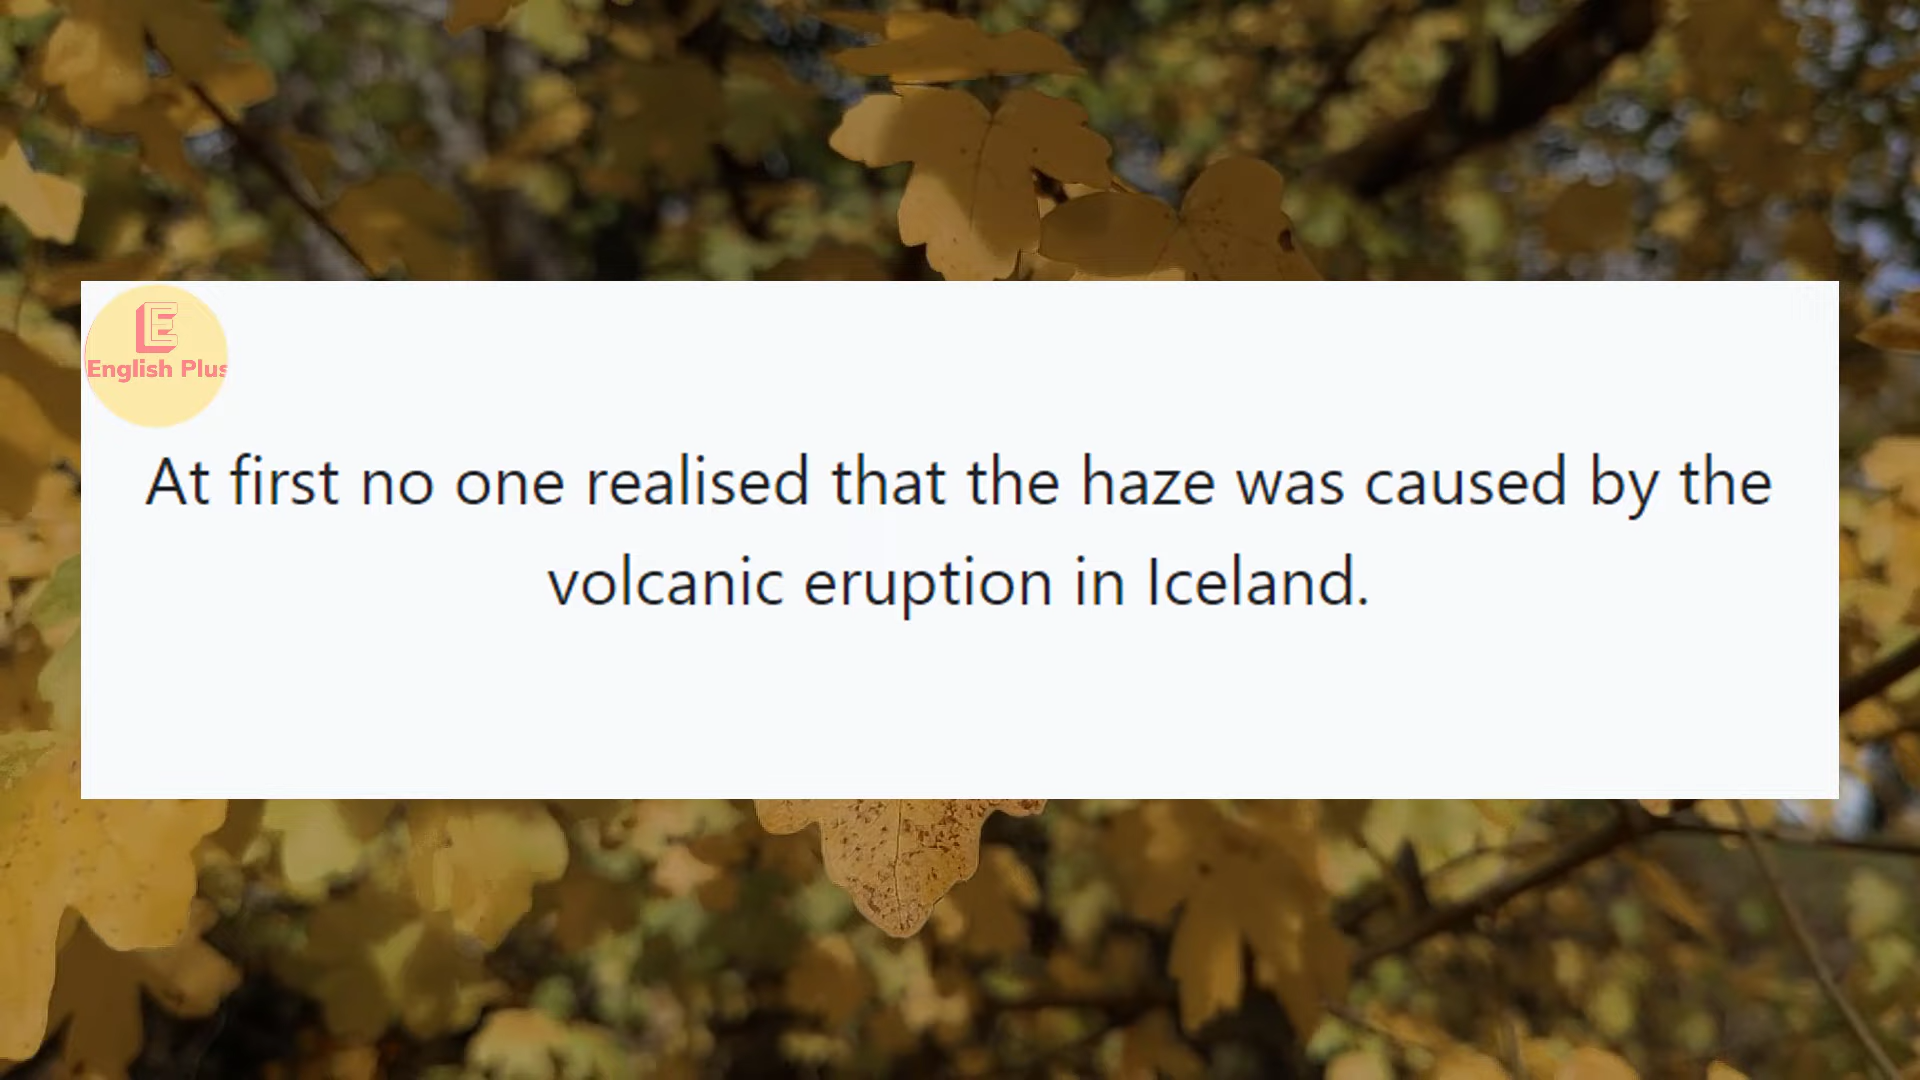 E
English Plus
At first no one realised that the haze was caused by the
volcanic eruption in Iceland.